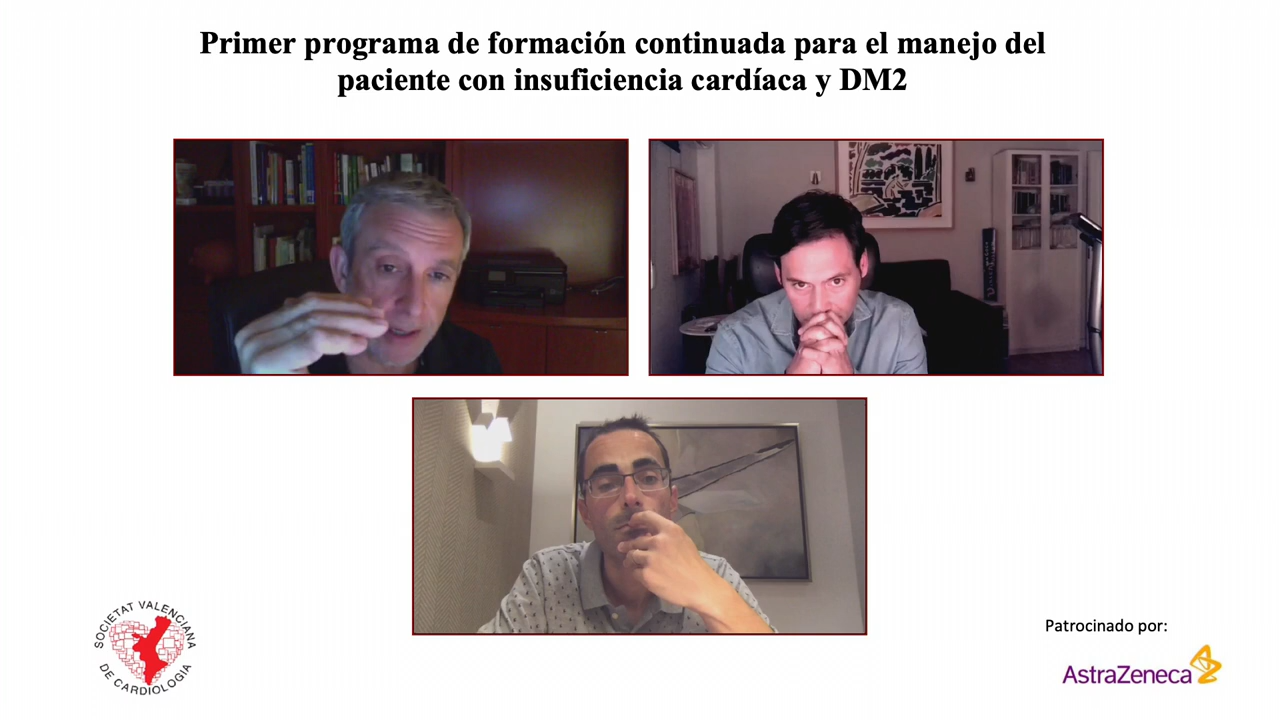 Primer programa de formación continuada para el manejo del
paciente con insuficiencia cardíaca y DM2
SOCIETAT VALENCIANA
DE CARDIOLOGIA
Patrocinado por:
AstraZeneca